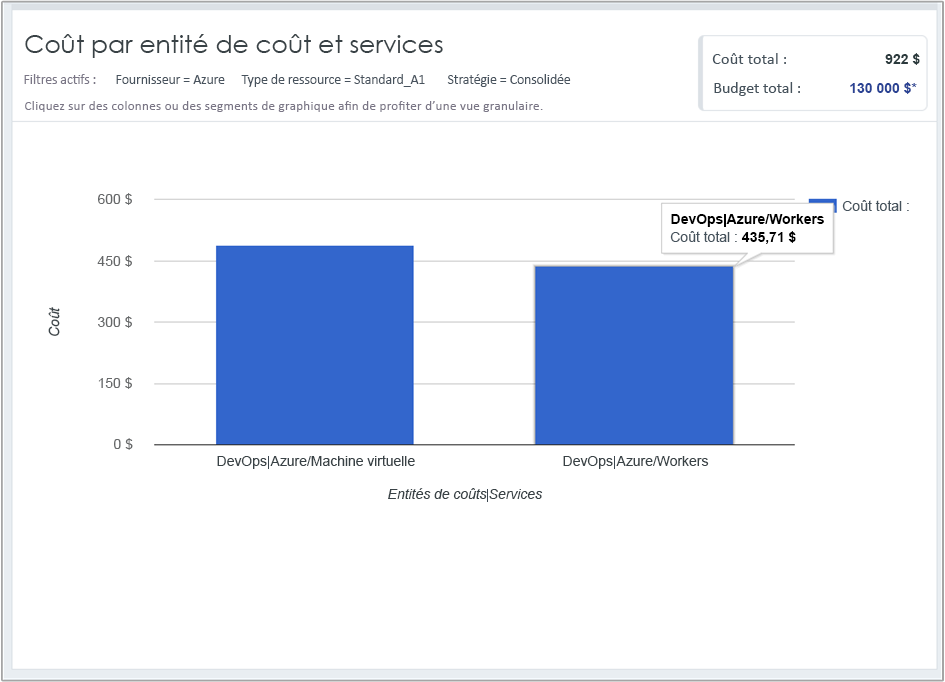 Coût par entité de coût et services
Filtres actifs : Fournisseur = Azure Type de ressource = Standard_A1 Stratégie = Consolidée
Cliquez sur des colonnes ou des segments de graphique afin de profiter d’une vue granulaire.
Coût total : 922 $
Budget total : 130 000 $*
600 $
450 $
300 $
150 $
0 $
Coût
DevOps|Azure/Workers
Coût total : 435,71 $
Coût total :
DevOps|Azure/Machine virtuelle
DevOps|Azure/Workers
Entités de coûts|Services